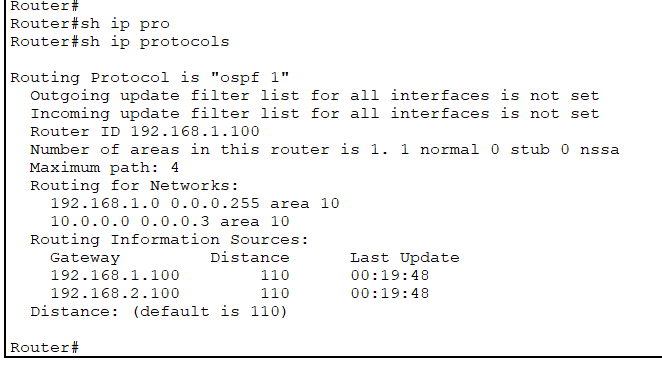 Router#
Router#sh ip pro
Router#sh ip protocols
Routing Protocol is "ospf 1"
Outgoing update filter list for all interfaces is not set
Incoming update filter list for all interfaces is not set
Router ID 192.168.1.100
Number of areas in this router is 1. 1 normal 0 stub 0 nssa
Maximum path: 4
Routing for Networks:
192.168.1.0 0.0.0.255 area 10
10.0.0.0 0.0.0.3 area 10
Routing Information Sources:
Gateway Distance Last Update
192.168.1.100 110 00:19:48
192.168.2.100 110 00:19:48
Distance: (default is 110)
Router#